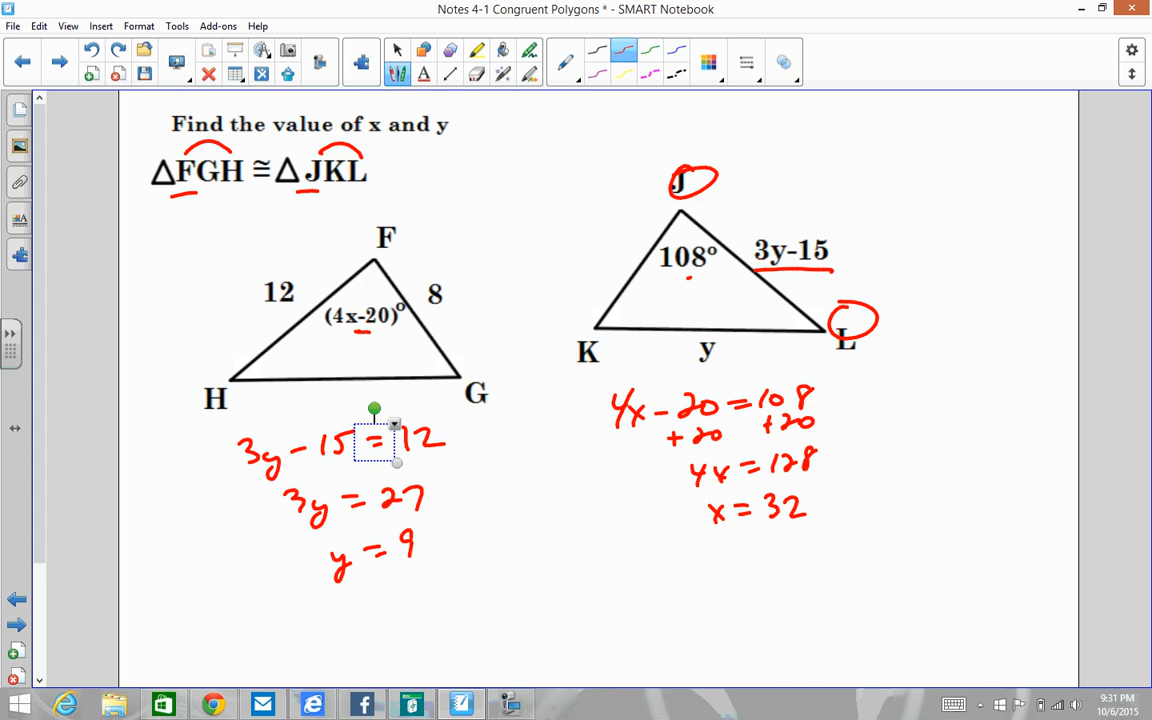 Notes 4-1 Congruent Polygons * - SMART Notebook
File Edit View Insert Format Tools Add-ons Help
Find the value of x and y
△FGH ≅ △JKL
J
F
108°
3y-15
12
8
(4x-20)°
K
y
L
H
G
4x - 20 = 108
+20 +20
3y - 15 = 12
4x = 128
3y = 27
x = 32
y = 9
9:31 PM
10/6/2015